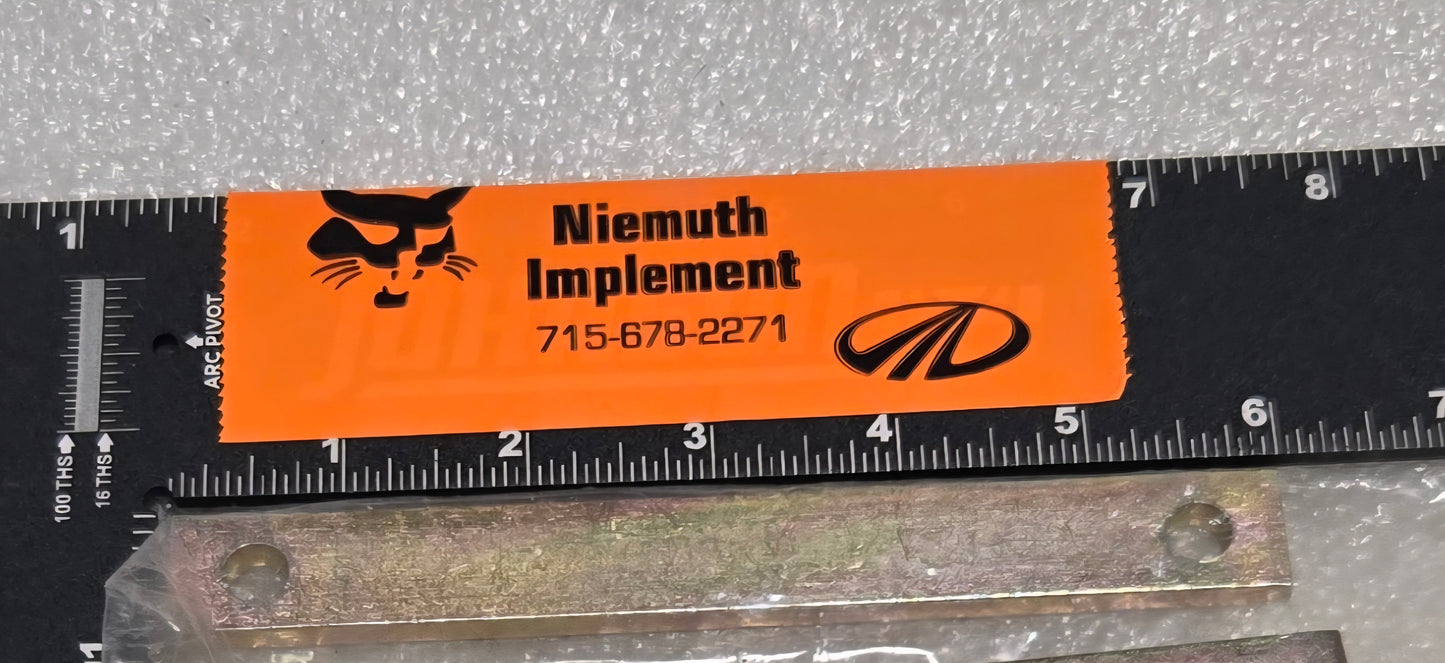 1
7
8
Niemuth
Implement
715-678-2271
ARC PIVOT
100 THS
16 THS
1
2
3
4
5
6
7
1